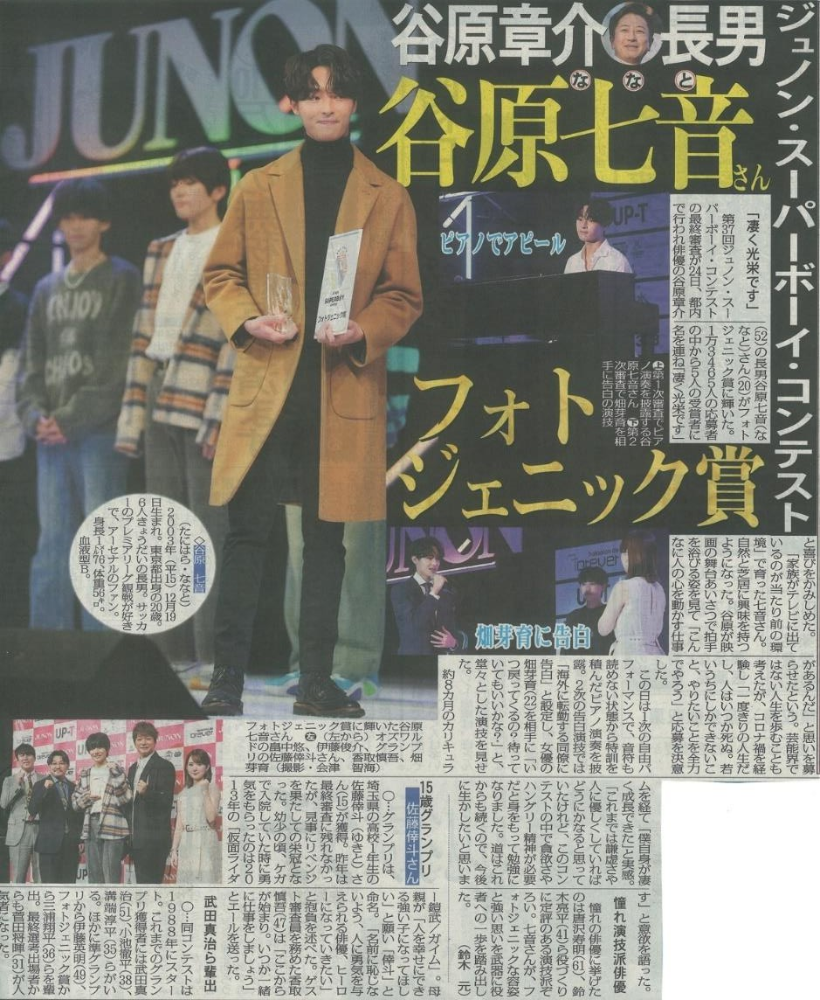 ジュノン・スーパーボーイ・コンテスト
谷原章介長男
谷原七音さん
ななと
フォト
ジェニック賞
ピアノでアピール
畑芽育に告白
JUNON
UP-T
フォトジェニック賞
「凄く光栄です」
第37回ジュノン・スー
パーボーイ・コンテスト
の最終審査が24日、都内
で行われ俳優の谷原章介
(52)の長男谷原七音(な
なと)さん(20)がフォト
ジェニック賞に輝いた。
1万3465人の応募者
の中から5人の受賞者に
名を連ね「凄く光栄です」
と喜びをかみしめた。
「家族がテレビに出て
いるのが当たり前の環
境」で育った七音さん。
自然と芝居に興味を持つ
ようになった。谷原が映
画の舞台あいさつで拍手
を浴びる姿を見て「こん
なに人の心を動かす仕事
があるんだ」と思いを募
らせたという。芸能界で
はない人生を歩むことも
考えたが、コロナ禍を経
験し「一度きりの人生だ
し、人はいつか死ぬ。若
いうちにしかできないこ
と、やりたいことを全力
でやろう」と応募を決意
した。
この日は1次の自由パ
フォーマンスで、音符も
読めない状態から特訓を
積んだピアノ演奏を披
露。2次の告白演技では
「海外に転勤する同僚に
告白」と設定し、女優の
畑芽育(22)を相手に「い
つ戻ってくるの?待って
いてもいいかな?」と、
堂々とした演技を見せ
た。
約8カ月のカリキュラ
ムを経て「僕自身が凄
く成長できた」と実感。
「これまでは謙虚さや
人に優しくしていれば
どうにかなると思って
いたけれど、このコン
テストの中で貪欲さや
ハングリー精神が必要
だと身をもって勉強に
なりました。道はこれ
からも続くので、今後
に生かしたいと思いま
す」と意欲を語った。
憧れ演技派俳優
憧れの俳優に挙げた
のは唐沢寿明(61)、鈴
木亮平(41)ら役づくり
に定評のある演技派ぞ
ろい。七音さんが、フ
ォトジェニックな容姿
と強い思いを武器に役
者への一歩を踏み出し
た。
(鈴木 元)
㊤第1次審査でピア
ノ演奏を披露する谷
原七音さん ㊦第2
次審査で畑芽育を相
手に告白の演技
◇谷原 七音
(たにはら・ななと)
2003年(平15)12月19
日生まれ。東京都出身の20歳。
6人きょうだいの長男。サッカ
ーのプレミアリーグ観戦が好き
で、アーセナルのファン。
身長1㍍76、体重56㌔。
血液型B。
15歳グランプリ
佐藤倖斗さん
○…グランプリは、
埼玉県の高校1年生の
佐藤倖斗(ゆきと)さ
ん(15)が獲得。昨年は
最終審査に残れなかっ
たが、見事にリベンジ
を果たしての栄冠とな
った。幼少の頃、ケガ
で入院していた時に勇
気をもらったのは20
13年の「仮面ライダ
ー鎧武/ガイム」。母
親が「人を幸せにでき
る強い子になってほし
い」と願い「倖斗」と
命名。「名前に恥じな
いよう、人に勇気を与
えられる俳優、ヒーロ
ーになっていきたい」
と抱負を述べた。ゲス
ト審査員を務めた香取
慎吾(47)は「ここから
が始まり。いつか一緒
に仕事をしましょう」
とエールを送った。
武田真治ら輩出
○…同コンテストは
1988年にスター
ト。これまでのグラン
プリ獲得者には武田真
治(51)、小池徹平(38)、
溝端淳平(35)らがい
る。ほかに準グランプ
リから伊藤英明(49)、
フォトジェニック賞か
ら三浦翔平(36)らを輩
出。最終選考出場者か
らも菅田将暉(31)が人
気者になった。